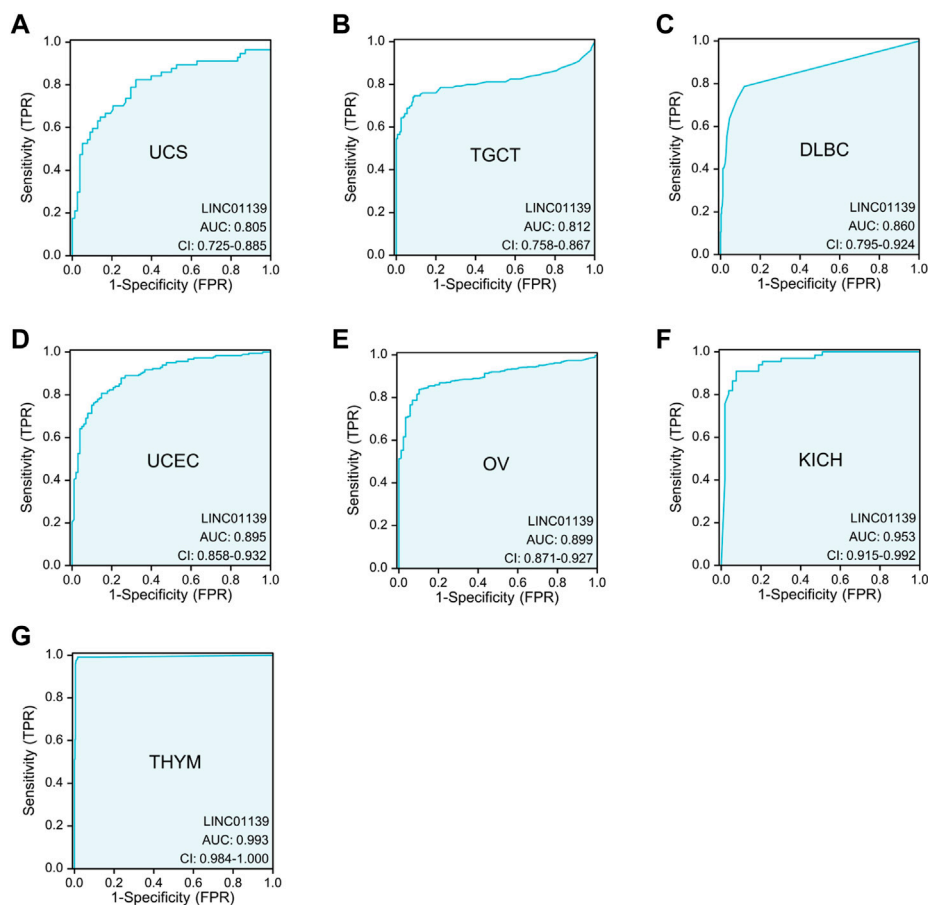 A
Sensitivity (TPR)
1.0
0.8
0.6
0.4
0.2
0.0
UCS
LINC01139
AUC: 0.805
CI: 0.725-0.885
0.0 0.2 0.4 0.6 0.8 1.0
1-Specificity (FPR)
B
Sensitivity (TPR)
1.0
0.8
0.6
0.4
0.2
0.0
TGCT
LINC01139
AUC: 0.812
CI: 0.758-0.867
0.0 0.2 0.4 0.6 0.8 1.0
1-Specificity (FPR)
C
Sensitivity (TPR)
1.0
0.8
0.6
0.4
0.2
0.0
DLBC
LINC01139
AUC: 0.860
CI: 0.795-0.924
0.0 0.2 0.4 0.6 0.8 1.0
1-Specificity (FPR)
D
Sensitivity (TPR)
1.0
0.8
0.6
0.4
0.2
0.0
UCEC
LINC01139
AUC: 0.895
CI: 0.858-0.932
0.0 0.2 0.4 0.6 0.8 1.0
1-Specificity (FPR)
E
Sensitivity (TPR)
1.0
0.8
0.6
0.4
0.2
0.0
OV
LINC01139
AUC: 0.899
CI: 0.871-0.927
0.0 0.2 0.4 0.6 0.8 1.0
1-Specificity (FPR)
F
Sensitivity (TPR)
1.0
0.8
0.6
0.4
0.2
0.0
KICH
LINC01139
AUC: 0.953
CI: 0.915-0.992
0.0 0.2 0.4 0.6 0.8 1.0
1-Specificity (FPR)
G
Sensitivity (TPR)
1.0
0.8
0.6
0.4
0.2
0.0
THYM
LINC01139
AUC: 0.993
CI: 0.984-1.000
0.0 0.2 0.4 0.6 0.8 1.0
1-Specificity (FPR)